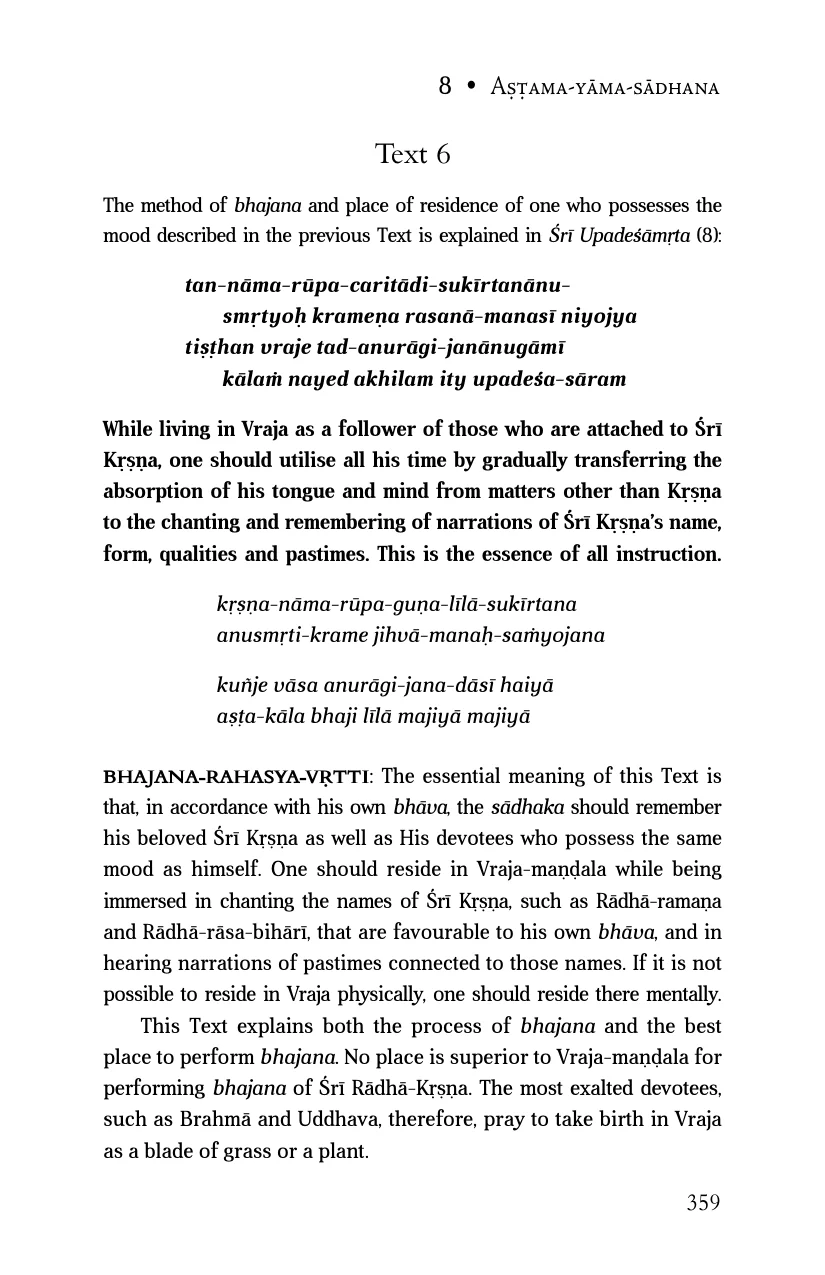 8 • Aṣṭama-yāma-sādhana
Text 6
The method of bhajana and place of residence of one who possesses the
mood described in the previous Text is explained in Śrī Upadeśāmṛta (8):
tan-nāma-rūpa-caritādi-sukīrtanānu-
smṛtyoḥ krameṇa rasanā-manasī niyojya
tiṣṭhan vraje tad-anurāgi-janānugāmī
kālaṁ nayed akhilam ity upadeśa-sāram
While living in Vraja as a follower of those who are attached to Śrī
Kṛṣṇa, one should utilise all his time by gradually transferring the
absorption of his tongue and mind from matters other than Kṛṣṇa
to the chanting and remembering of narrations of Śrī Kṛṣṇa’s name,
form, qualities and pastimes. This is the essence of all instruction.
kṛṣṇa-nāma-rūpa-guṇa-līlā-sukīrtana
anusmṛti-krame jihvā-manaḥ-saṁyojana
kuñje vāsa anurāgi-jana-dāsī haiyā
aṣṭa-kāla bhaji līlā majiyā majiyā
BHAJANA-RAHASYA-VṚTTI: The essential meaning of this Text is
that, in accordance with his own bhāva, the sādhaka should remember
his beloved Śrī Kṛṣṇa as well as His devotees who possess the same
mood as himself. One should reside in Vraja-maṇḍala while being
immersed in chanting the names of Śrī Kṛṣṇa, such as Rādhā-ramaṇa
and Rādhā-rāsa-bihārī, that are favourable to his own bhāva, and in
hearing narrations of pastimes connected to those names. If it is not
possible to reside in Vraja physically, one should reside there mentally.
This Text explains both the process of bhajana and the best
place to perform bhajana. No place is superior to Vraja-maṇḍala for
performing bhajana of Śrī Rādhā-Kṛṣṇa. The most exalted devotees,
such as Brahmā and Uddhava, therefore, pray to take birth in Vraja
as a blade of grass or a plant.
359